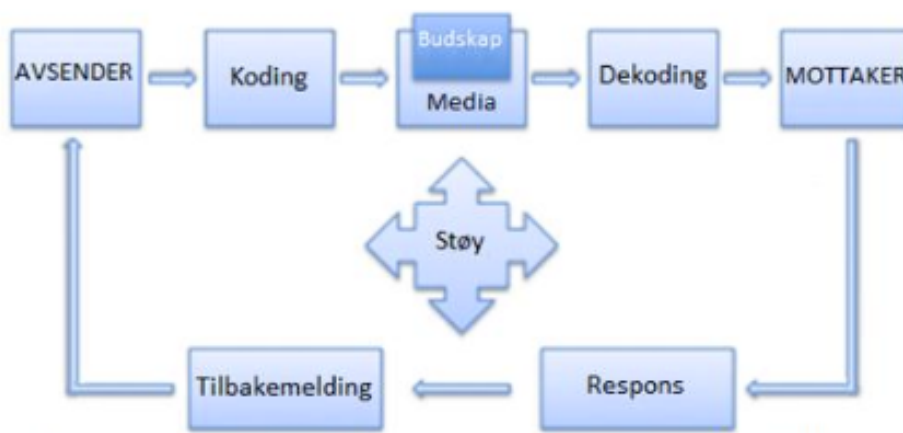 AVSENDER
Koding
Budskap
Media
Dekoding
MOTTAKER
Støy
Tilbakemelding
Respons